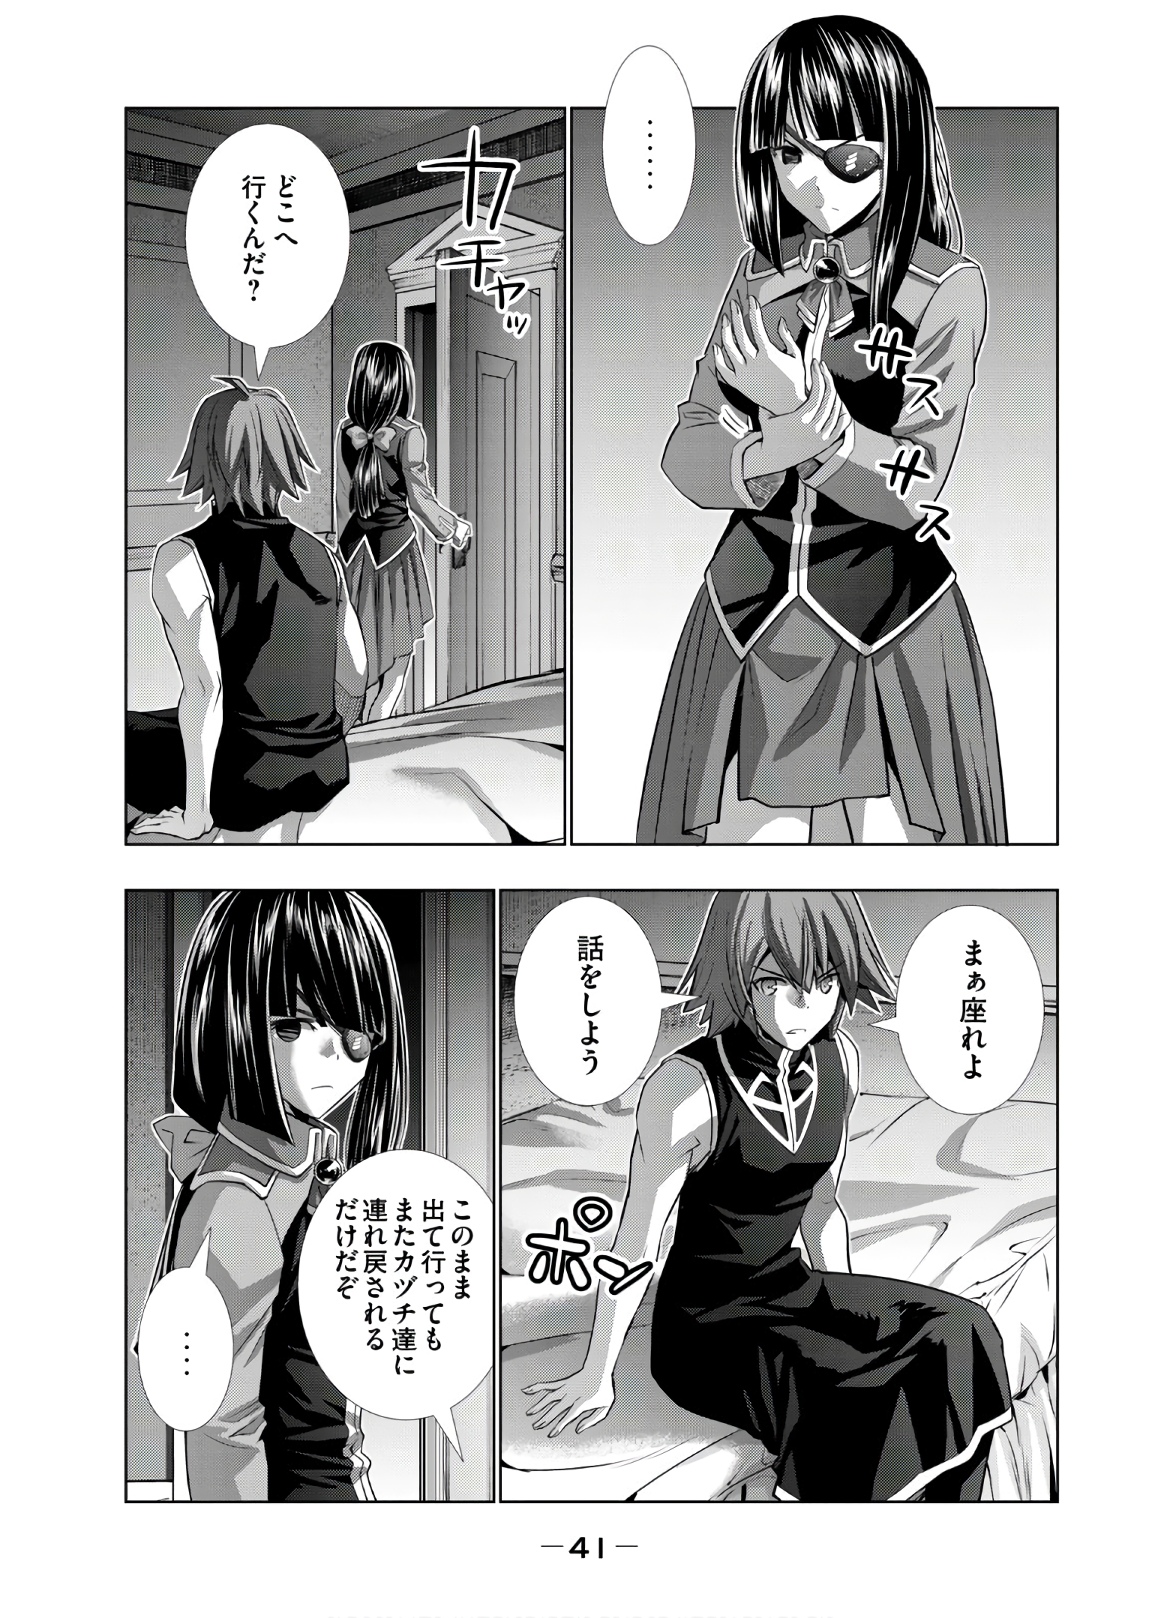 ……
サスサス
カチャッ
どこへ
行くんだ？
まぁ座れよ
話をしよう
ポン
このまま
出て行っても
またカヅチ達に
連れ戻される
だけだぞ
……
—41—